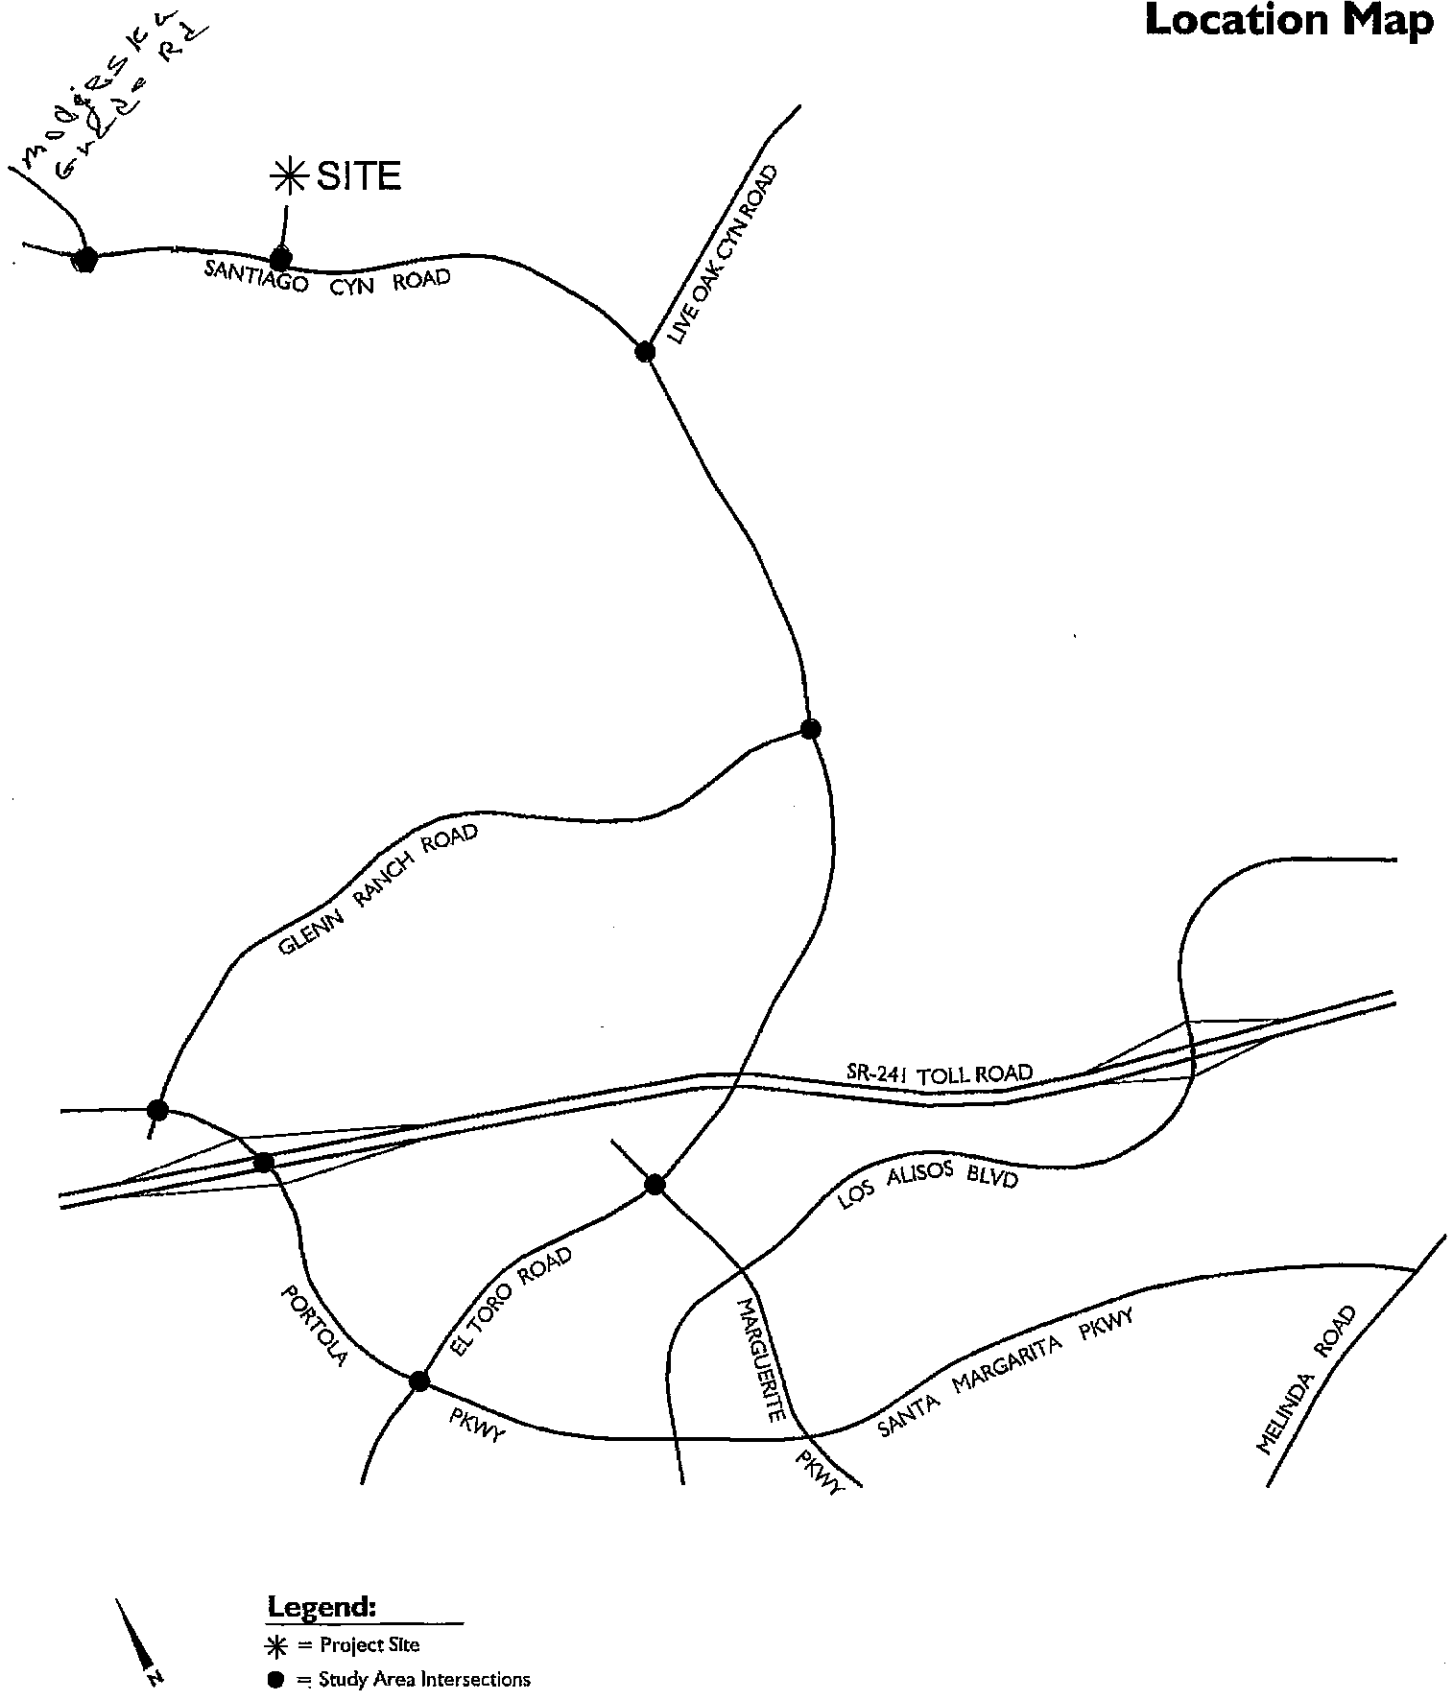 Location Map
Modjeska
Grade Rd
SITE
SANTIAGO CYN ROAD
LIVE OAK CYN ROAD
GLENN RANCH ROAD
SR-241 TOLL ROAD
LOS ALISOS BLVD
EL TORO ROAD
PORTOLA
PKWY
MARGUERITE
PKWY
SANTA MARGARITA PKWY
MELINDA ROAD
N
Legend:
= Project Site
= Study Area Intersections